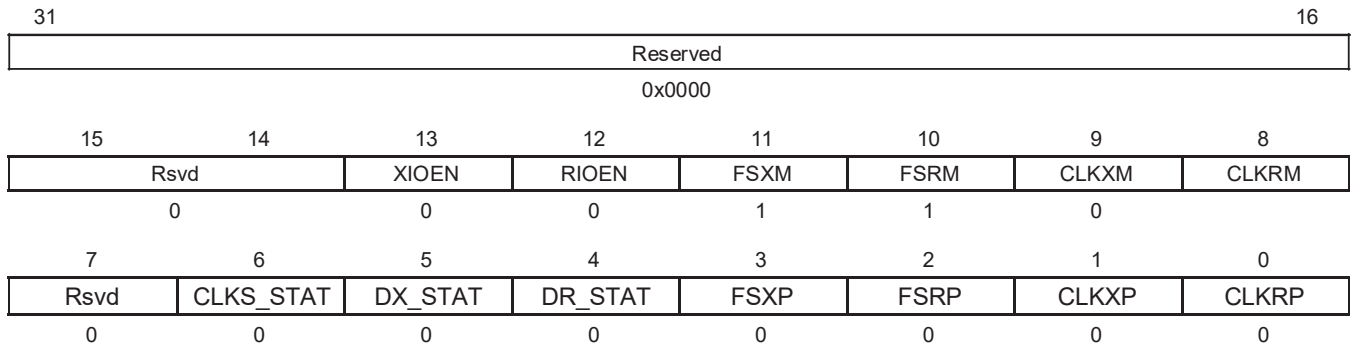 31 16
Reserved
0x0000
15 14 13 12 11 10 9 8
Rsvd XIOEN RIOEN FSXM FSRM CLKXM CLKRM
0 0 0 1 1 0
7 6 5 4 3 2 1 0
Rsvd CLKS_STAT DX_STAT DR_STAT FSXP FSRP CLKXP CLKRP
0 0 0 0 0 0 0 0